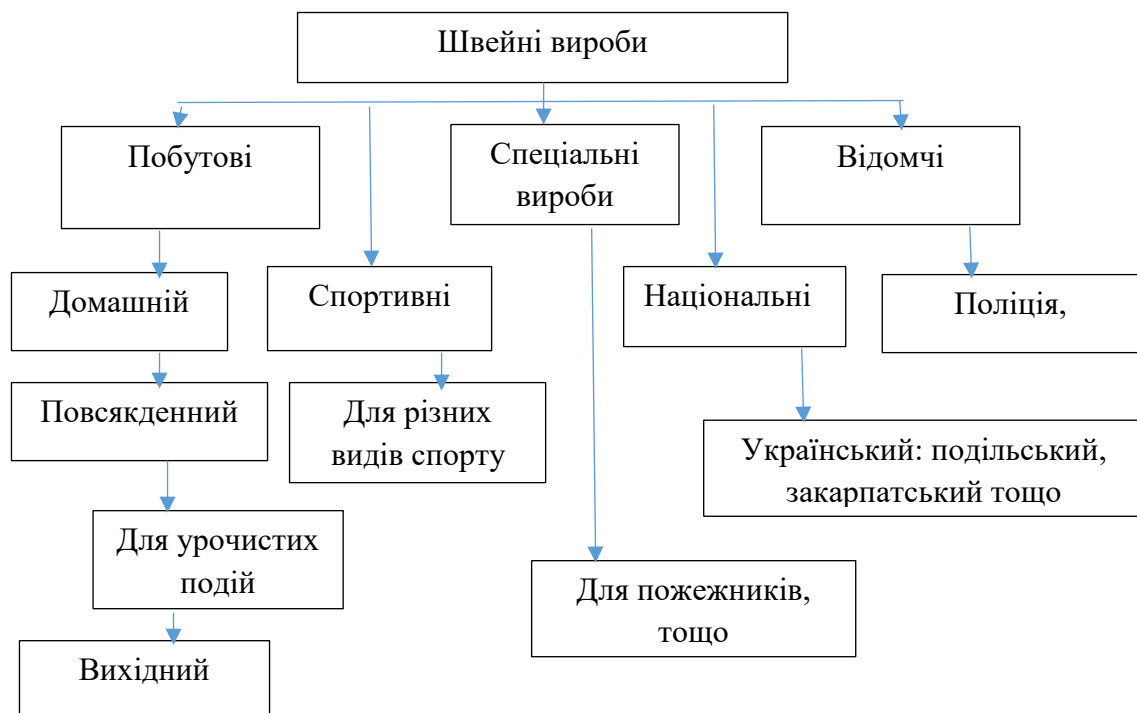 Швейні вироби
Побутові
Спеціальні
вироби
Відомчі
Домашній
Спортивні
Національні
Поліція,
Повсякденний
Для різних
видів спорту
Український: подільський,
закарпатський тощо
Для урочистих
подій
Для пожежників,
тощо
Вихідний